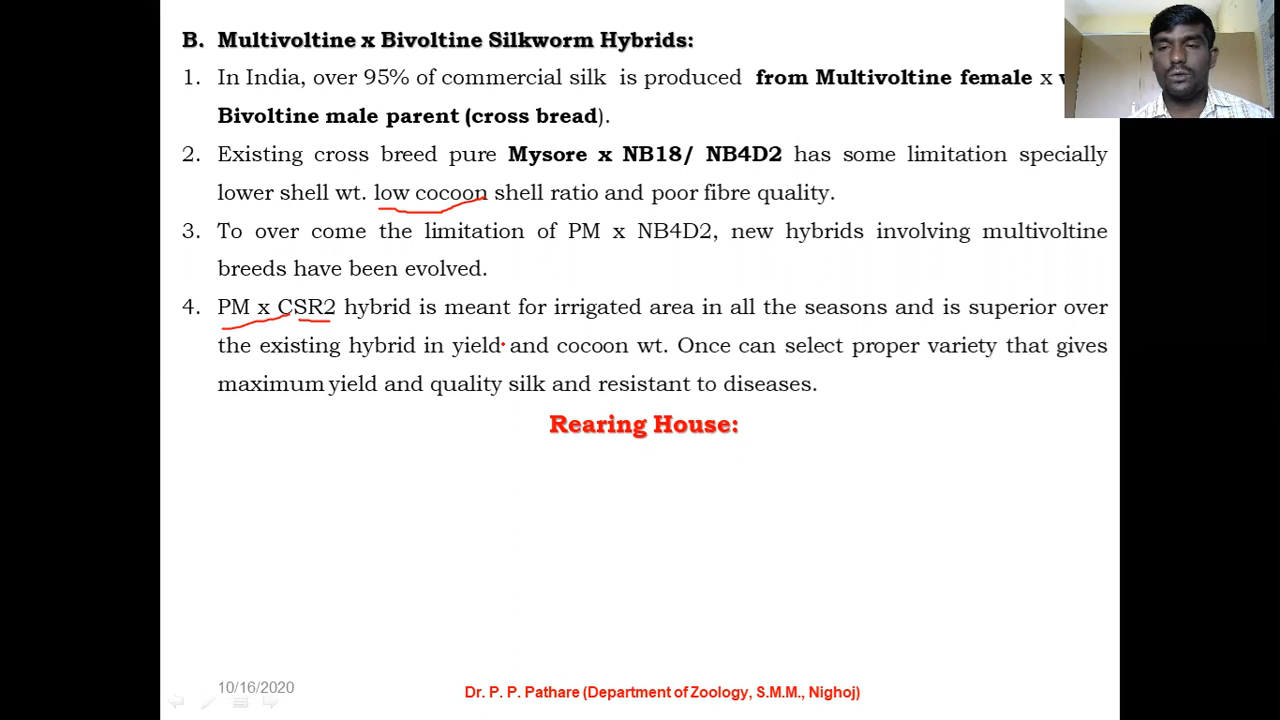 B. Multivoltine x Bivoltine Silkworm Hybrids:
1. In India, over 95% of commercial silk is produced from Multivoltine female x
Bivoltine male parent (cross bread).
2. Existing cross breed pure Mysore x NB18/ NB4D2 has some limitation specially
lower shell wt. low cocoon shell ratio and poor fibre quality.
3. To over come the limitation of PM x NB4D2, new hybrids involving multivoltine
breeds have been evolved.
4. PM x CSR2 hybrid is meant for irrigated area in all the seasons and is superior over
the existing hybrid in yield and cocoon wt. Once can select proper variety that gives
maximum yield and quality silk and resistant to diseases.
Rearing House:
10/16/2020
Dr. P. P. Pathare (Department of Zoology, S.M.M., Nighoj)